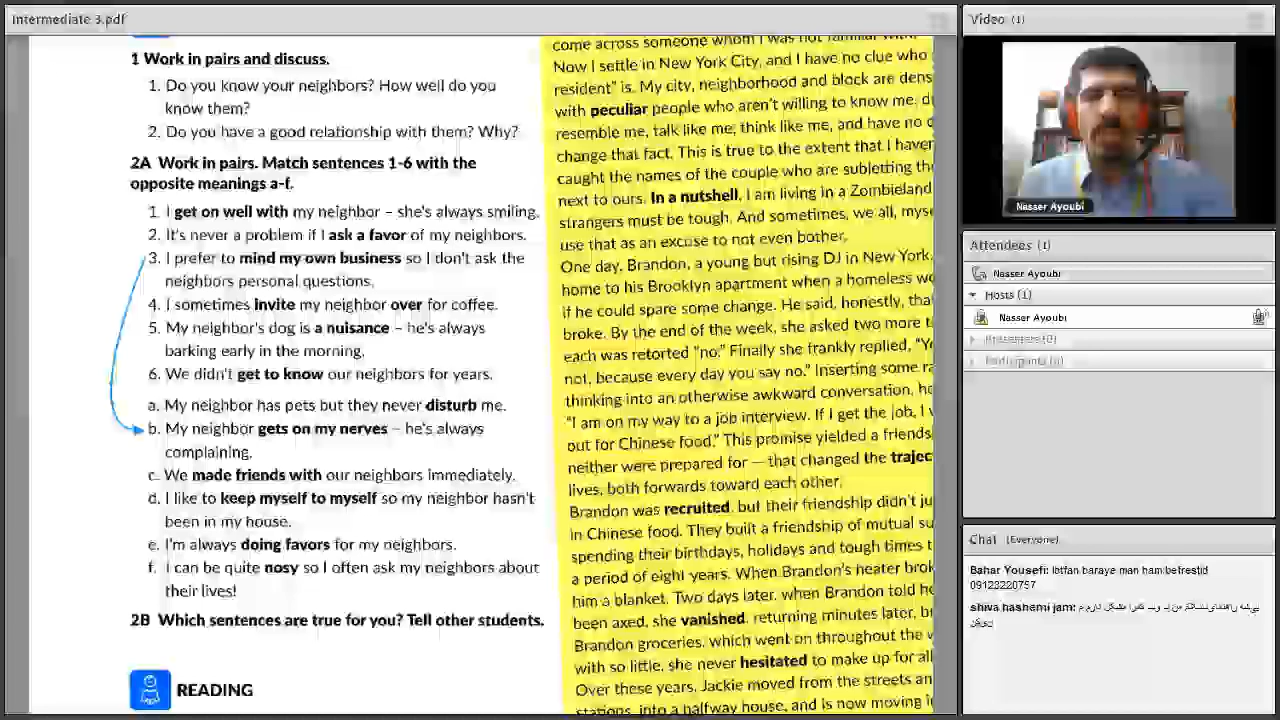 Intermediate 3.pdf
1 Work in pairs and discuss.
1. Do you know your neighbors? How well do you
know them?
2. Do you have a good relationship with them? Why?
2A Work in pairs. Match sentences 1-6 with the
opposite meanings a-f.
1. I get on well with my neighbor – she's always smiling.
2. It's never a problem if I ask a favor of my neighbors.
3. I prefer to mind my own business so I don't ask the
neighbors personal questions.
4. I sometimes invite my neighbor over for coffee.
5. My neighbor's dog is a nuisance – he's always
barking early in the morning.
6. We didn't get to know our neighbors for years.
a. My neighbor has pets but they never disturb me.
b. My neighbor gets on my nerves – he's always
complaining.
c. We made friends with our neighbors immediately.
d. I like to keep myself to myself so my neighbor hasn't
been in my house.
e. I'm always doing favors for my neighbors.
f. I can be quite nosy so I often ask my neighbors about
their lives!
2B Which sentences are true for you? Tell other students.
READING
come across someone whom I was not familiar with.
Now I settle in New York City, and I have no clue who
resident" is. My city, neighborhood and block are dens
with peculiar people who aren't willing to know me, d
resemble me, talk like me, think like me, and have no
change that fact. This is true to the extent that I haven
caught the names of the couple who are subletting th
next to ours. In a nutshell, I am living in a Zombieland
strangers must be tough. And sometimes, we all, myse
use that as an excuse to not even bother.
One day, Brandon, a young but rising DJ in New York,
home to his Brooklyn apartment when a homeless wo
if he could spare some change. He said, honestly, tha
broke. By the end of the week, she asked two more t
each was retorted "no." Finally she frankly replied, "Y
not, because every day you say no." Inserting some ra
thinking into an otherwise awkward conversation, he
"I am on my way to a job interview. If I get the job, I
out for Chinese food." This promise yielded a friends
neither were prepared for — that changed the trajec
lives, both forwards toward each other.
Brandon was recruited, but their friendship didn't ju
in Chinese food. They built a friendship of mutual su
spending their birthdays, holidays and tough times t
a period of eight years. When Brandon's heater brok
him a blanket. Two days later, when Brandon told he
been axed, she vanished, returning minutes later, b
Brandon groceries, which went on throughout the
with so little, she never hesitated to make up for all
Over these years, Jackie moved from the streets an
stations, into a halfway house, and is now moving i
Video (1)
Nasser Ayoubi
Attendees (1)
Nasser Ayoubi
Hosts (1)
Nasser Ayoubi
Presenters (0)
Participants (0)
Chat (Everyone)
Bahar Yousefi: lotfan baraye man ham befrestid
09123220757
shiva hashemi jam: